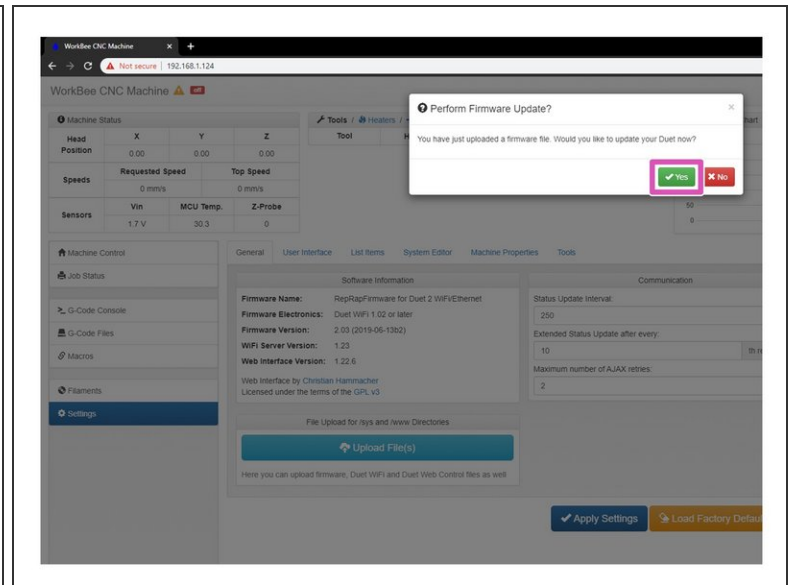 WorkBee CNC Machine
Not secure | 192.168.1.124
WorkBee CNC Machine off
Perform Firmware Update?
You have just uploaded a firmware file. Would you like to update your Duet now?
Yes No
Machine Status
Head Position X Y Z
0.00 0.00 0.00
Speeds Requested Speed Top Speed
0 mm/s 0 mm/s
Sensors Vin MCU Temp. Z-Probe
1.7 V 30.3 0
Tools / Heaters /
Tool
50
0
Machine Control
Job Status
G-Code Console
G-Code Files
Macros
Filaments
Settings
General User Interface List Items System Editor Machine Properties Tools
Software Information
Firmware Name: RepRapFirmware for Duet 2 WiFi/Ethernet
Firmware Electronics: Duet WiFi 1.02 or later
Firmware Version: 2.03 (2019-06-13b2)
WiFi Server Version: 1.23
Web Interface Version: 1.22.6
Web Interface by Christian Hammacher
Licensed under the terms of the GPL v3
Communication
Status Update Interval:
250
Extended Status Update after every:
10
Maximum number of AJAX retries:
2
File Upload for /sys and /www Directories
Upload File(s)
Here you can upload firmware, Duet WiFi and Duet Web Control files as well
Apply Settings Load Factory